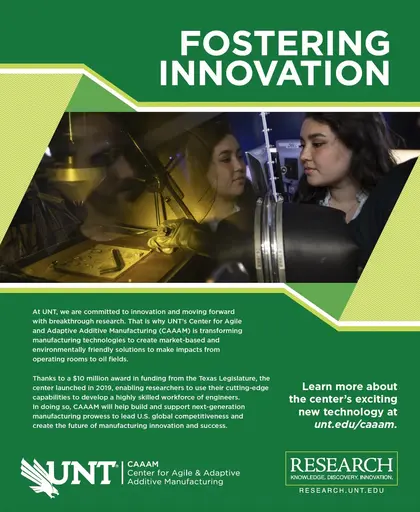 FOSTERING
INNOVATION
At UNT, we are committed to innovation and moving forward
with breakthrough research. That is why UNT's Center for Agile
and Adaptive Additive Manufacturing (CAAAM) is transforming
manufacturing technologies to create market-based and
environmentally friendly solutions to make impacts from
operating rooms to oil fields.
Thanks to a $10 million award in funding from the Texas Legislature, the
center launched in 2019, enabling researchers to use their cutting-edge
capabilities to develop a highly skilled workforce of engineers.
In doing so, CAAAM will help build and support next-generation
manufacturing prowess to lead U.S. global competitiveness and
create the future of manufacturing innovation and success.
Learn more about
the center's exciting
new technology at
unt.edu/caaam.
UNT®
CAAAM
Center for Agile & Adaptive
Additive Manufacturing
RESEARCH
KNOWLEDGE. DISCOVERY. INNOVATION.
RESEARCH.UNT.EDU